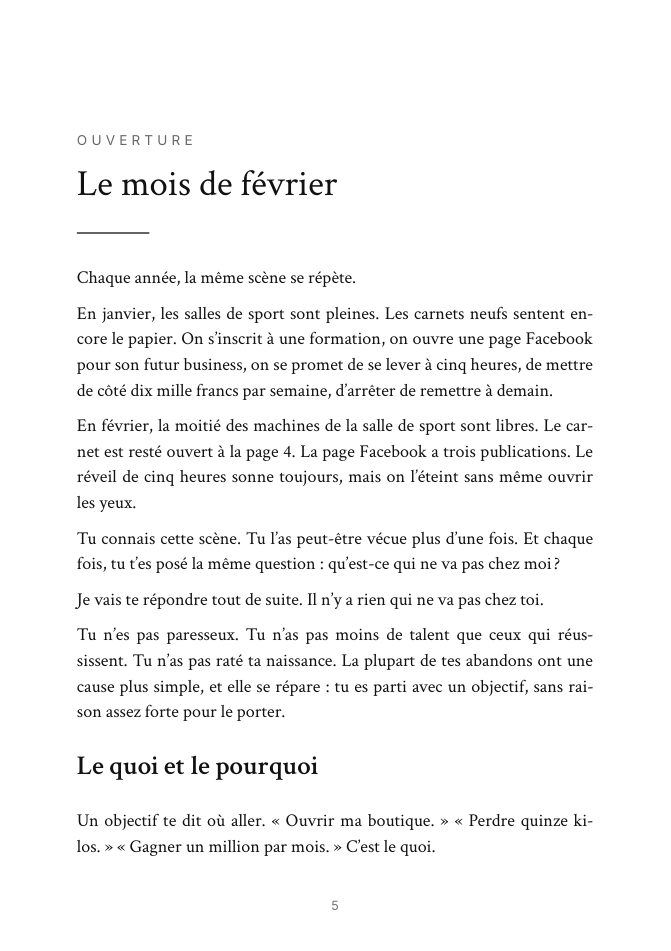 OUVERTURE
Le mois de février
Chaque année, la même scène se répète.
En janvier, les salles de sport sont pleines. Les carnets neufs sentent en-
core le papier. On s’inscrit à une formation, on ouvre une page Facebook
pour son futur business, on se promet de se lever à cinq heures, de mettre
de côté dix mille francs par semaine, d’arrêter de remettre à demain.
En février, la moitié des machines de la salle de sport sont libres. Le car-
net est resté ouvert à la page 4. La page Facebook a trois publications. Le
réveil de cinq heures sonne toujours, mais on l’éteint sans même ouvrir
les yeux.
Tu connais cette scène. Tu l’as peut-être vécue plus d’une fois. Et chaque
fois, tu t’es posé la même question : qu’est-ce qui ne va pas chez moi ?
Je vais te répondre tout de suite. Il n’y a rien qui ne va pas chez toi.
Tu n’es pas paresseux. Tu n’as pas moins de talent que ceux qui réus-
sissent. Tu n’as pas raté ta naissance. La plupart de tes abandons ont une
cause plus simple, et elle se répare : tu es parti avec un objectif, sans rai-
son assez forte pour le porter.
Le quoi et le pourquoi
Un objectif te dit où aller. « Ouvrir ma boutique. » « Perdre quinze ki-
los. » « Gagner un million par mois. » C’est le quoi.
5